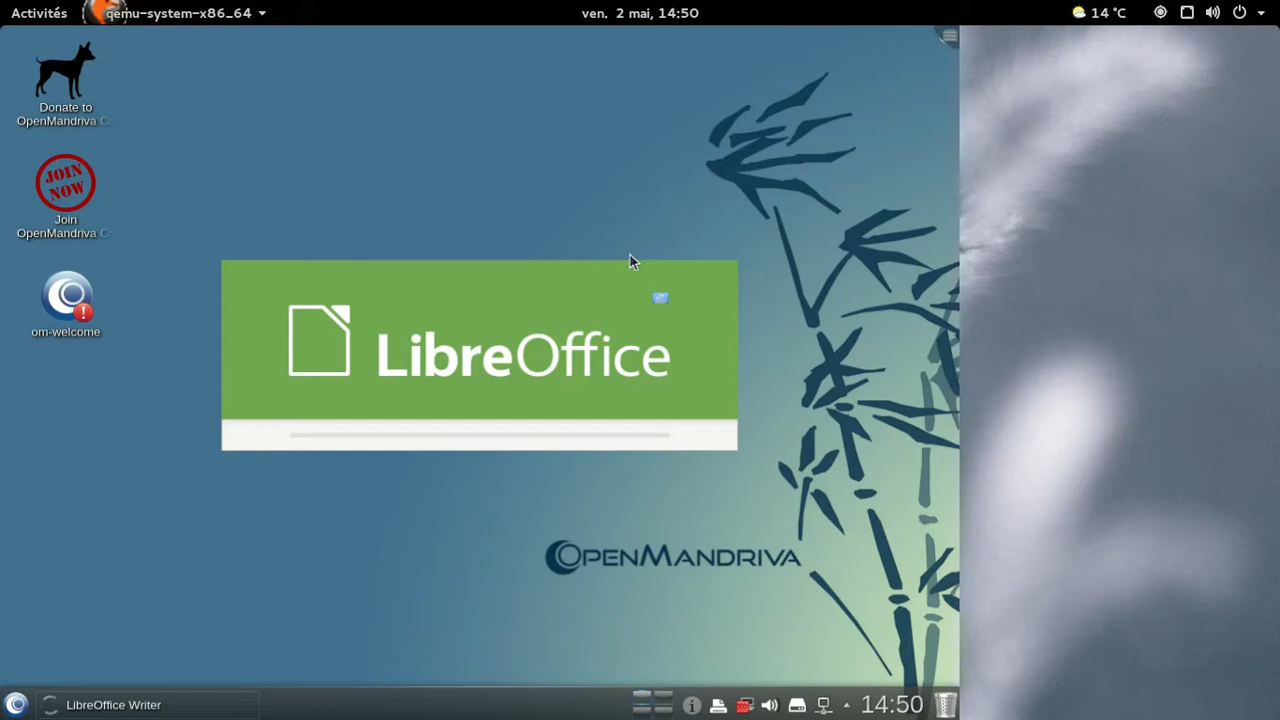 Activités
qemu-system-x86_64
ven. 2 mai, 14:50
14 °C
Donate to
OpenMandriva C
JOIN
NOW
Join
OpenMandriva C
om-welcome
LibreOffice
OPENMANDRIVA
LibreOffice Writer
14:50